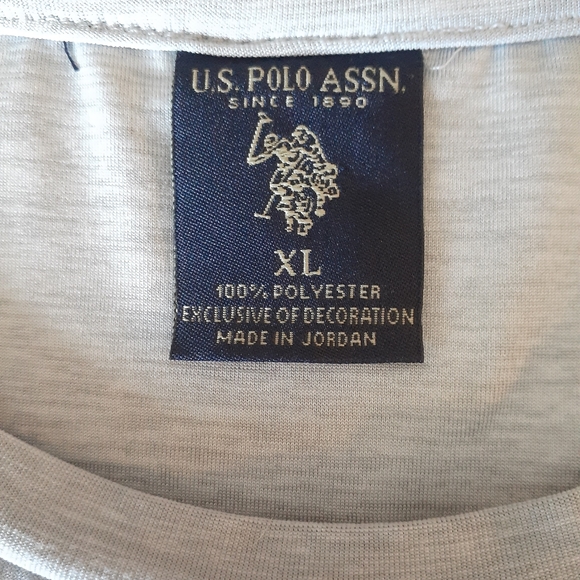 U.S. POLO ASSN.
SINCE 1890
XL
100% POLYESTER
EXCLUSIVE OF DECORATION
MADE IN JORDAN